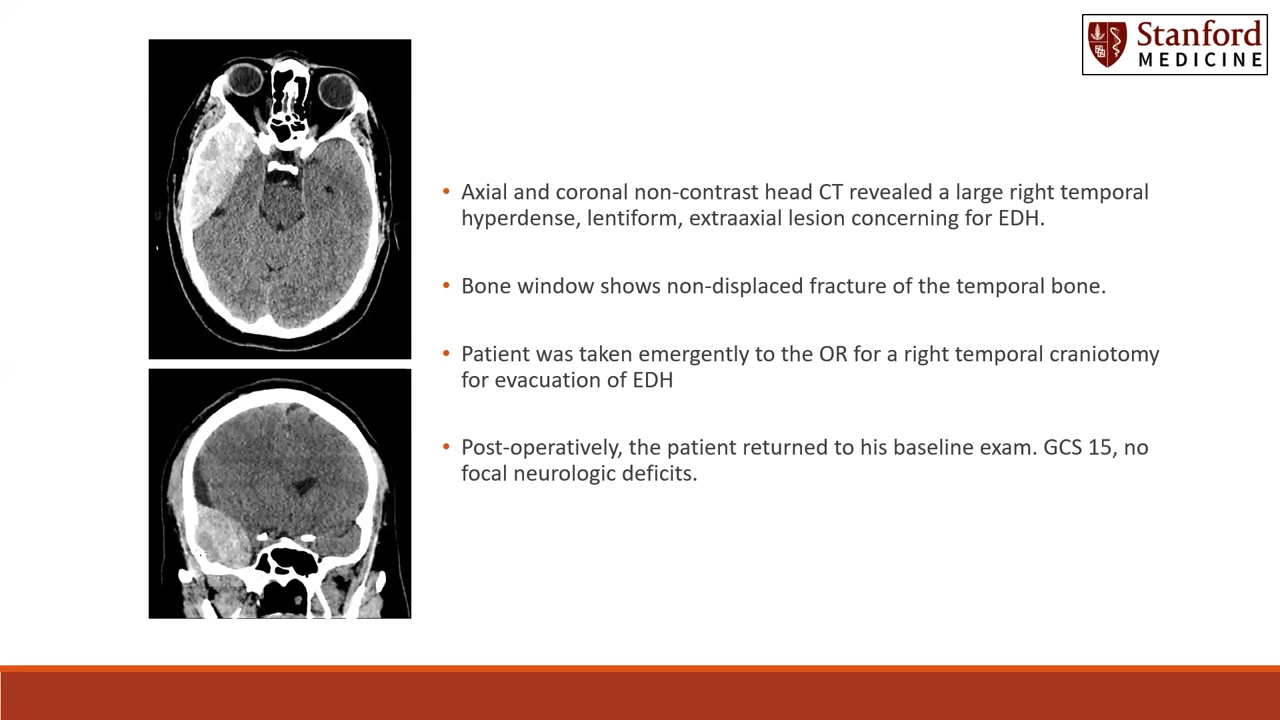 Stanford
MEDICINE
• Axial and coronal non-contrast head CT revealed a large right temporal
hyperdense, lentiform, extraaxial lesion concerning for EDH.
• Bone window shows non-displaced fracture of the temporal bone.
• Patient was taken emergently to the OR for a right temporal craniotomy
for evacuation of EDH
• Post-operatively, the patient returned to his baseline exam. GCS 15, no
focal neurologic deficits.